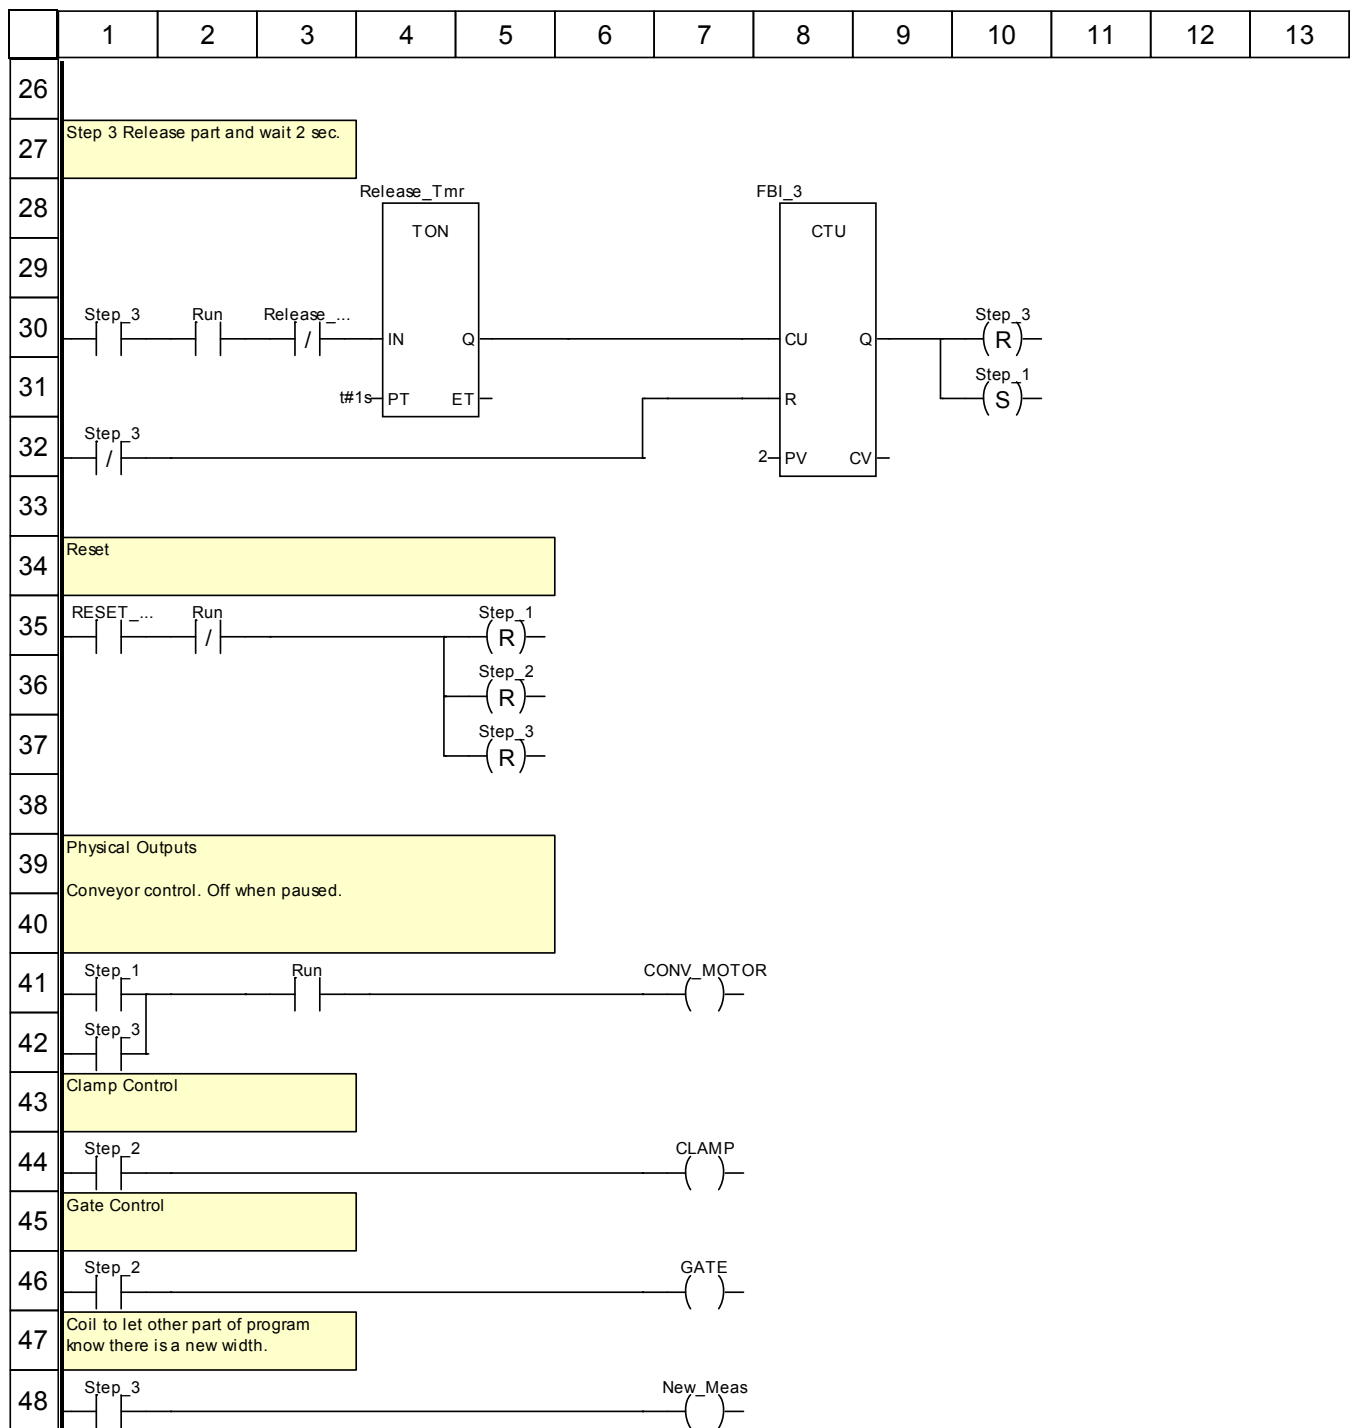 1 2 3 4 5 6 7 8 9 10 11 12 13
26
27 Step 3 Release part and wait 2 sec.
28 Release_Tmr FBI_3
TON CTU
29
30 Step_3 Run Release_... Step_3
/ IN Q CU Q R
31 Step_1
t#1s PT ET R S
32 Step_3
/ 2 PV CV
33
34 Reset
35 RESET_... Run Step_1
/ R
36 Step_2
R
37 Step_3
R
38
39 Physical Outputs
Conveyor control. Off when paused.
40
41 Step_1 Run CONV_MOTOR
42 Step_3
43 Clamp Control
44 Step_2 CLAMP
45 Gate Control
46 Step_2 GATE
47 Coil to let other part of program
know there is a new width.
48 Step_3 New_Meas